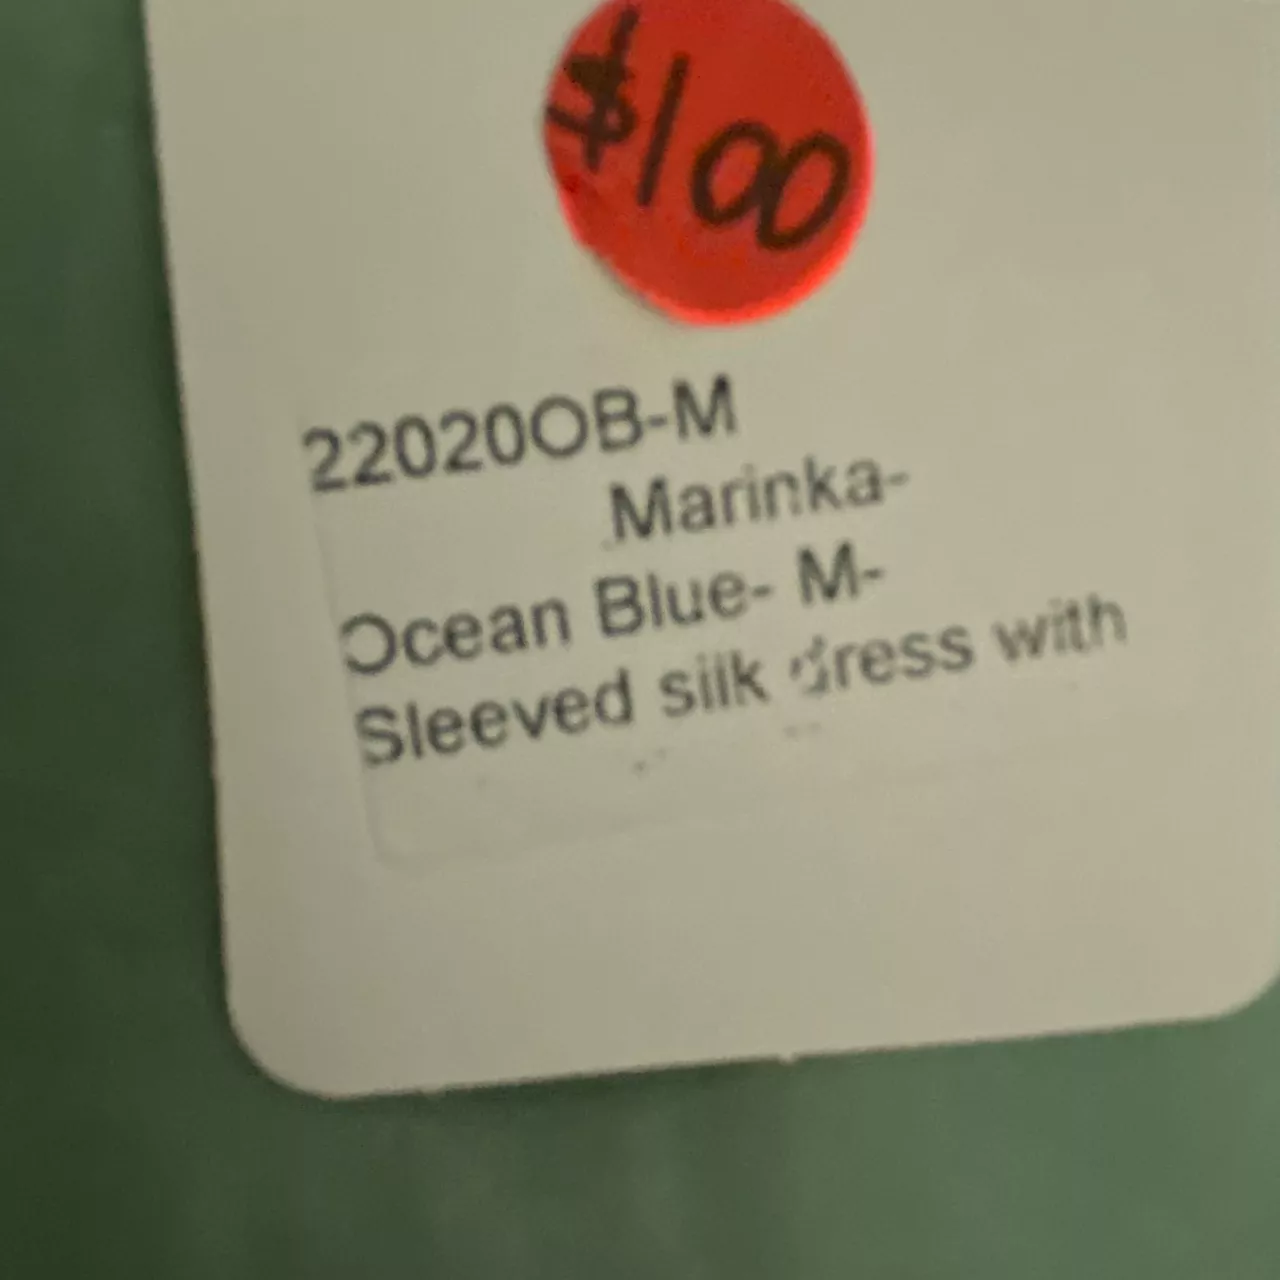 $100
22020OB-M
Marinka-
Ocean Blue- M-
Sleeved silk dress with